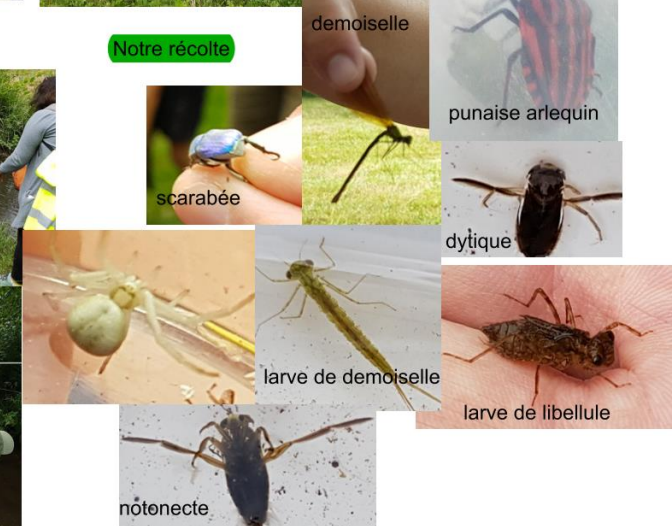 demoiselle
Notre récolte
punaise arlequin
scarabée
dytique
larve de demoiselle
larve de libellule
notonecte